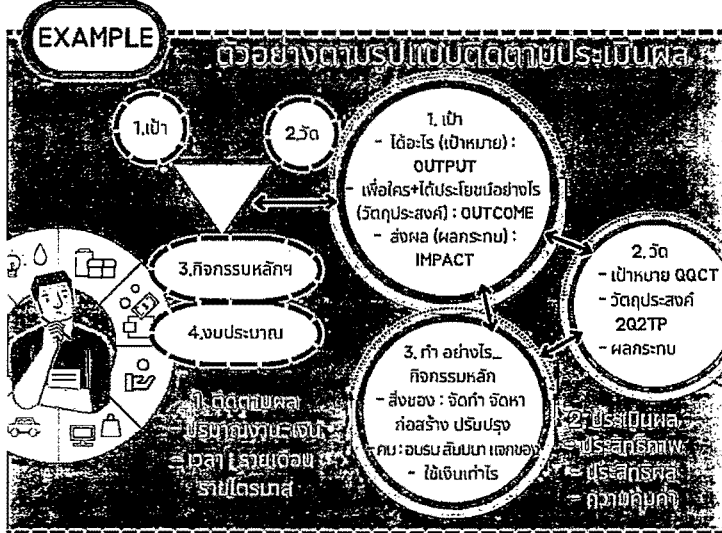 EXAMPLE
ตัวอย่างตามรูปแบบติดตามประเมินผล
1.เป้า
2.วัด
3.กิจกรรมหลักฯ
4.งบประมาณ
1. เป้า
- ได้อะไร (เป้าหมาย) :
OUTPUT
- เพื่อใคร+ได้ประโยชน์อย่างไร
(วัตถุประสงค์) : OUTCOME
- ส่งผล (ผลกระทบ) :
IMPACT
2. วัด
- เป้าหมาย QQCT
- วัตถุประสงค์
2Q2TP
- ผลกระทบ
3. ทำ อย่างไร_
กิจกรรมหลัก
- สิ่งของ : จัดทำ จัดหา
ก่อสร้าง ปรับปรุง
-คน : อบรม สัมมนา แจกของ
- ใช้เงินเท่าไร
1. ติดตามผล
- ปริมาณงาน-เงิน
- เวลา : รายเดือน
รายไตรมาส
2. ประเมินผล
- ประสิทธิภาพ
- ประสิทธิผล
- ความคุ้มค่า